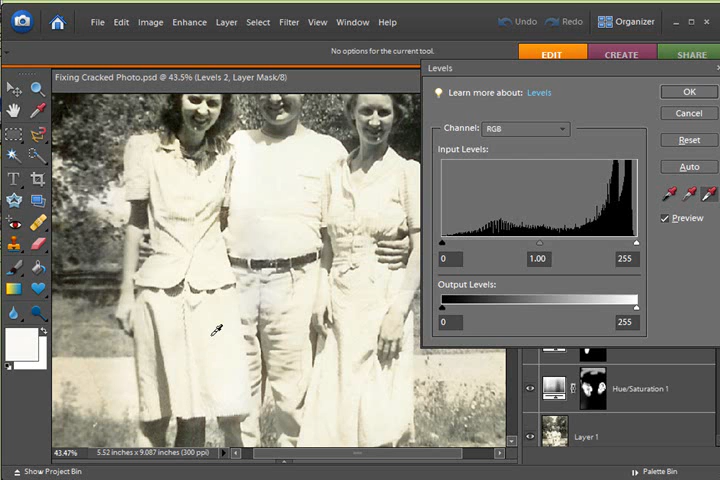 File Edit Image Enhance Layer Select Filter View Window Help Undo Redo Organizer
No options for the current tool. EDIT CREATE SHARE
Fixing Cracked Photo.psd @ 43.5% (Levels 2, Layer Mask/8)
Levels
Learn more about: Levels
OK
Cancel
Channel: RGB
Reset
Input Levels:
Auto
Preview
0 1.00 255
Output Levels:
0 255
Hue/Saturation 1
Layer 1
43.47% 5.52 inches x 9.087 inches (300 ppi)
Show Project Bin Palette Bin